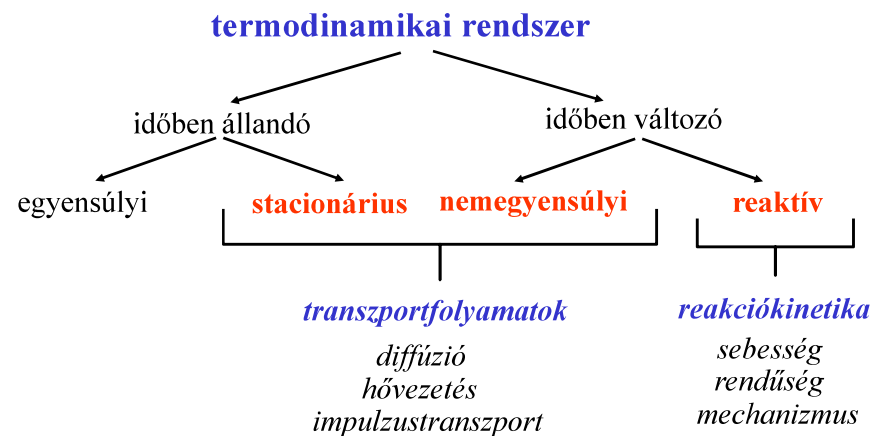 termodinamikai rendszer
időben állandó
időben változó
egyensúlyi
stacionárius
nemegyensúlyi
reaktív
transzportfolyamatok
diffúzió
hővezetés
impulzustranszport
reakciókinetika
sebesség
rendűség
mechanizmus